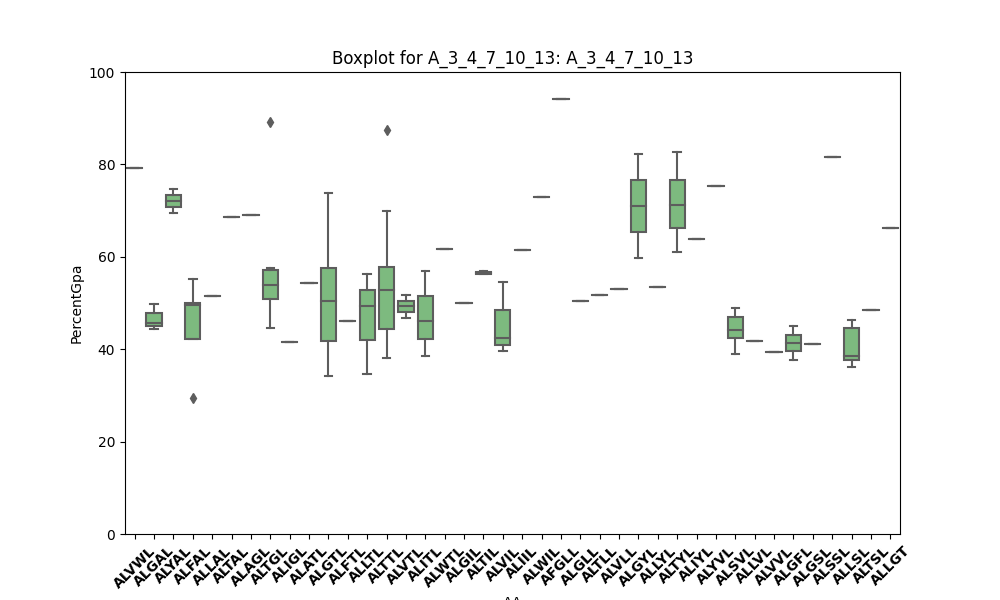 Boxplot for A_3_4_7_10_13: A_3_4_7_10_13
PercentGpa
100
80
60
40
20
0
ALVWL
ALGAL
ALYAL
ALFAL
ALLAL
ALTAL
ALAGL
ALTGL
ALIGL
ALATL
ALGTL
ALFTL
ALLTL
ALTTL
ALVTL
ALITL
ALWTL
ALGIL
ALTIL
ALVIL
ALIIL
ALWIL
AFGLL
ALGLL
ALTLL
ALVLL
ALGYL
ALLYL
ALTYL
ALIYL
ALYVL
ALSVL
ALLVL
ALVVL
ALGFL
ALGSL
ALSSL
ALLSL
ALTSL
ALLGT